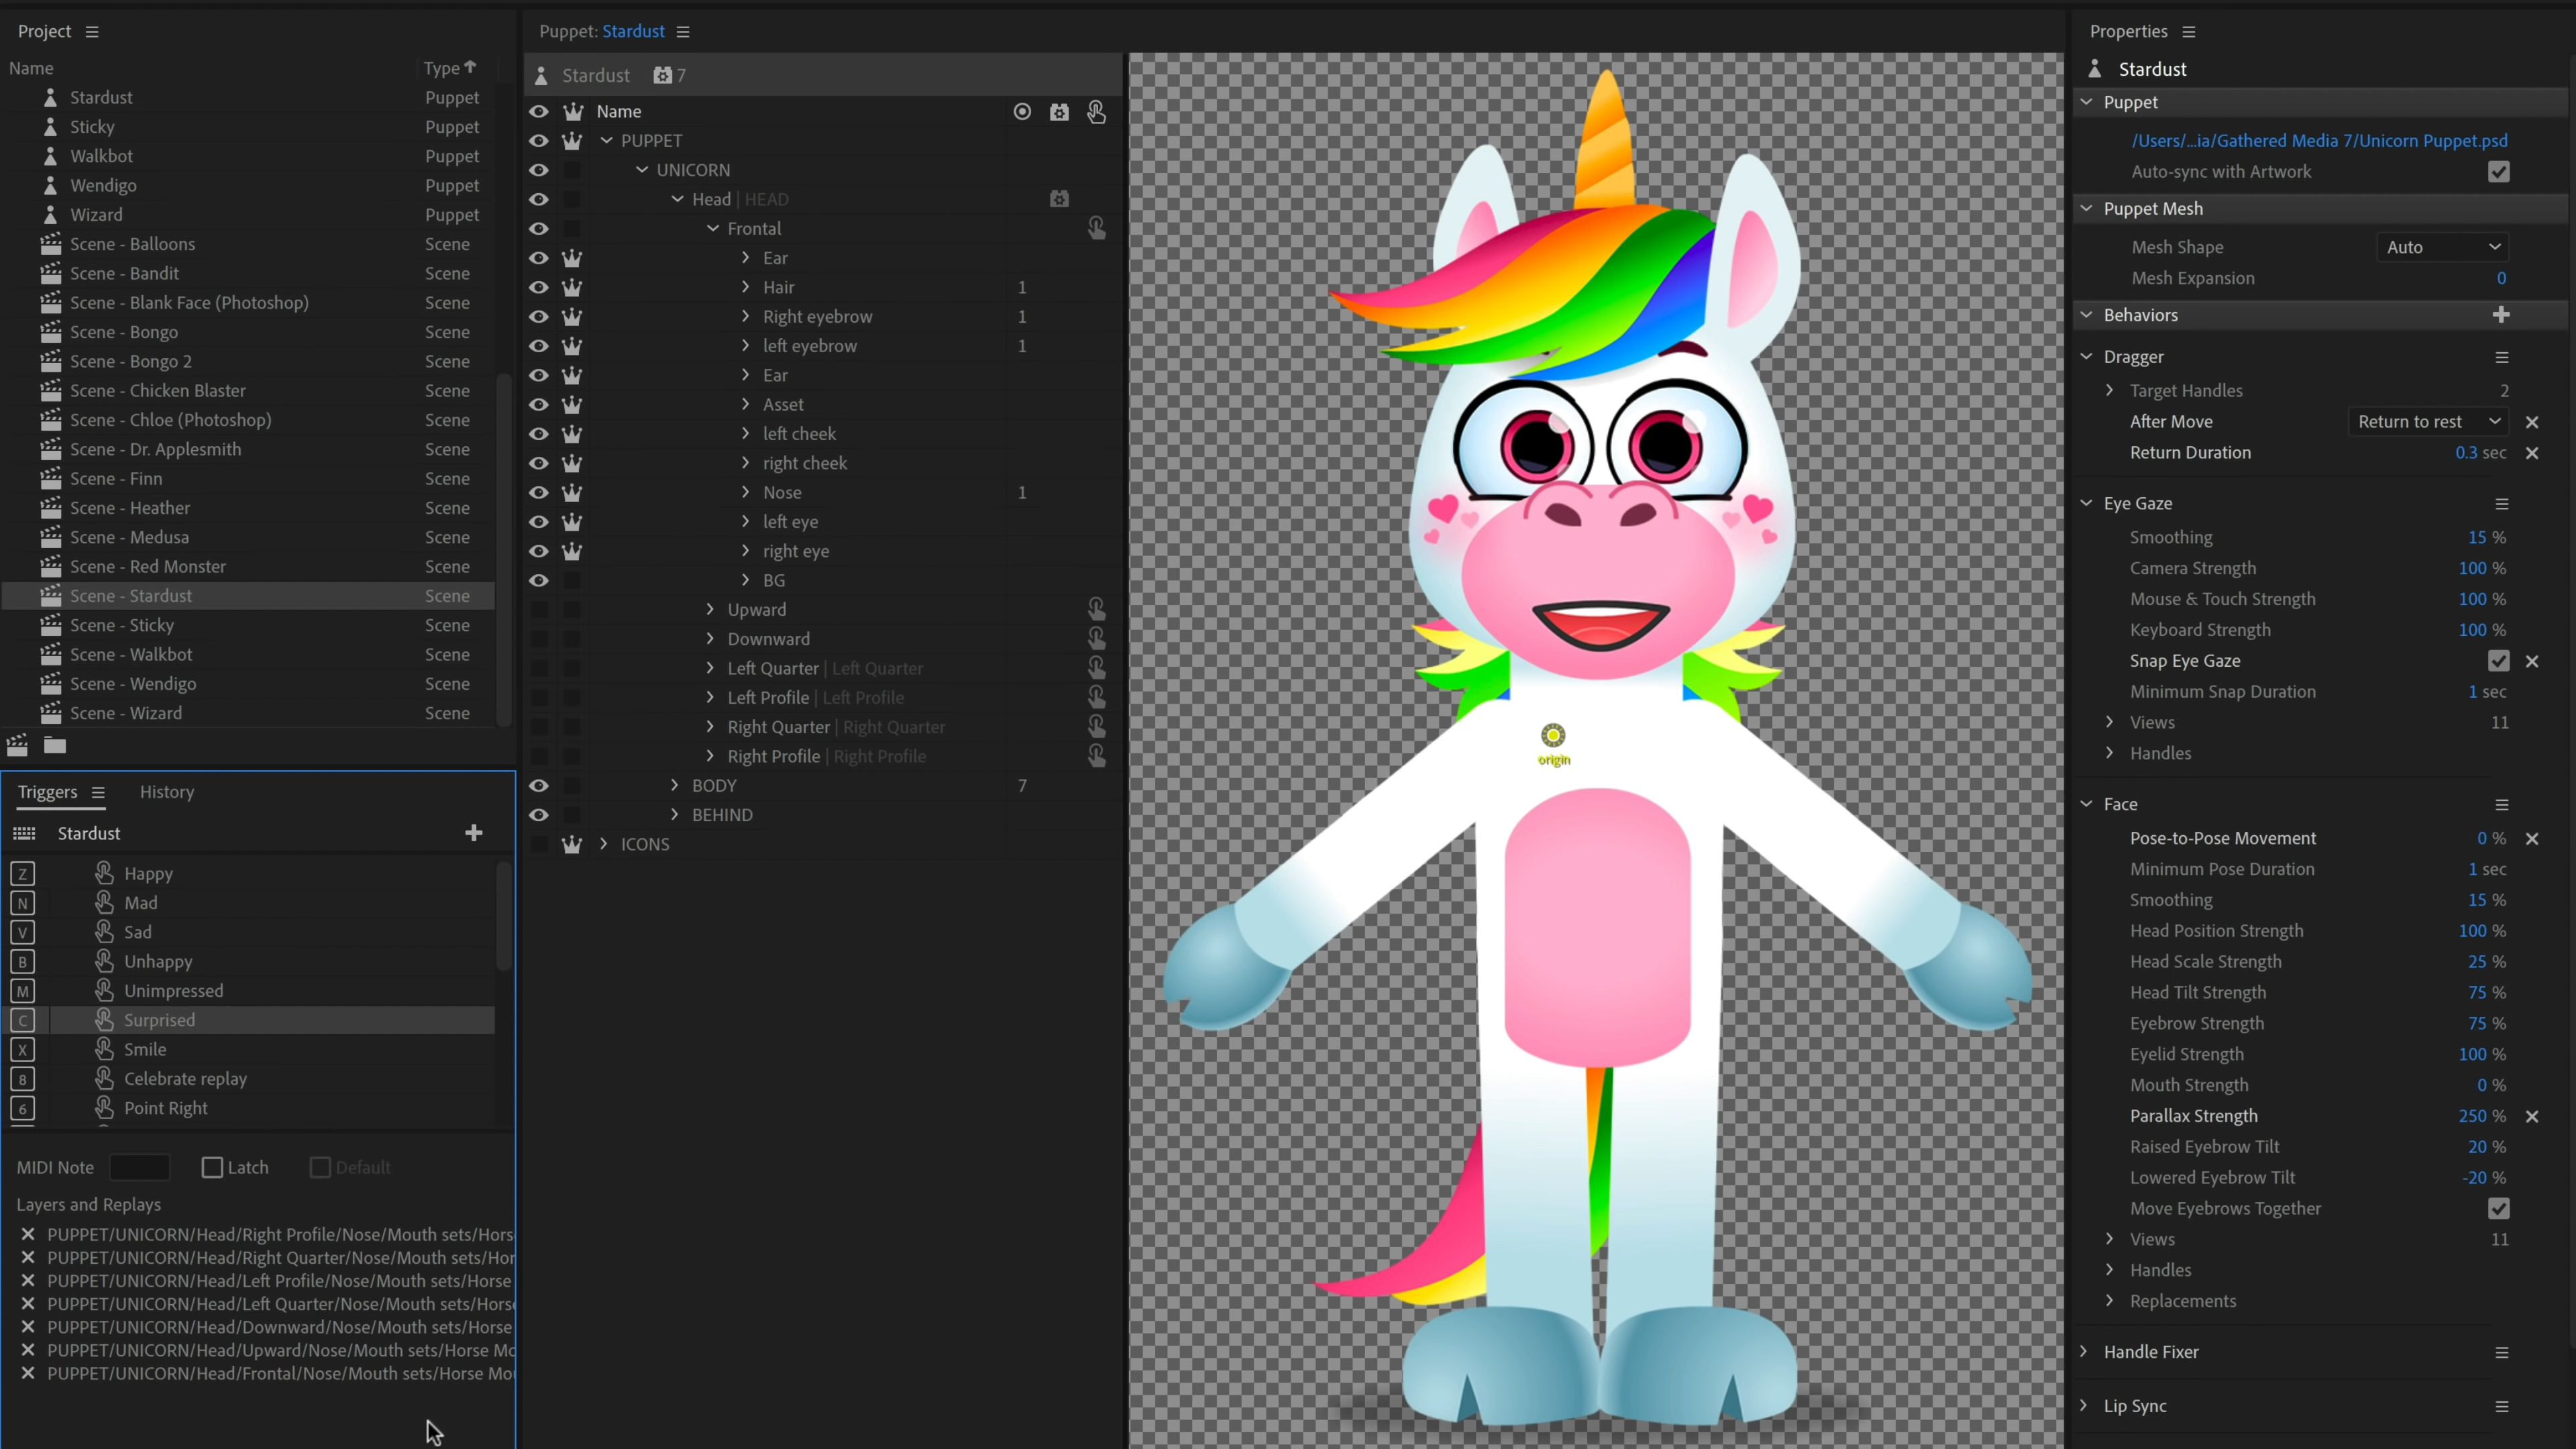 Project
Name Type
Stardust Puppet
Sticky Puppet
Walkbot Puppet
Wendigo Puppet
Wizard Puppet
Scene - Balloons Scene
Scene - Bandit Scene
Scene - Blank Face (Photoshop) Scene
Scene - Bongo Scene
Scene - Bongo 2 Scene
Scene - Chicken Blaster Scene
Scene - Chloe (Photoshop) Scene
Scene - Dr. Applesmith Scene
Scene - Finn Scene
Scene - Heather Scene
Scene - Medusa Scene
Scene - Red Monster Scene
Scene - Stardust Scene
Scene - Sticky Scene
Scene - Walkbot Scene
Scene - Wendigo Scene
Scene - Wizard Scene
Triggers History
Stardust
Z Happy
N Mad
V Sad
B Unhappy
M Unimpressed
C Surprised
X Smile
8 Celebrate replay
6 Point Right
MIDI Note Latch Default
Layers and Replays
PUPPET/UNICORN/Head/Right Profile/Nose/Mouth sets/Hors
PUPPET/UNICORN/Head/Right Quarter/Nose/Mouth sets/Hor
PUPPET/UNICORN/Head/Left Profile/Nose/Mouth sets/Horse
PUPPET/UNICORN/Head/Left Quarter/Nose/Mouth sets/Hors
PUPPET/UNICORN/Head/Downward/Nose/Mouth sets/Horse
PUPPET/UNICORN/Head/Upward/Nose/Mouth sets/Horse Mo
PUPPET/UNICORN/Head/Frontal/Nose/Mouth sets/Horse Mo
Puppet: Stardust
Stardust 7
Name
PUPPET
UNICORN
Head | HEAD
Frontal
Ear
Hair 1
Right eyebrow 1
left eyebrow 1
Ear
Asset
left cheek
right cheek
Nose 1
left eye
right eye
BG
Upward
Downward
Left Quarter | Left Quarter
Left Profile | Left Profile
Right Quarter | Right Quarter
Right Profile | Right Profile
BODY 7
BEHIND
ICONS
origin
Properties
Stardust
Puppet
/Users/...ia/Gathered Media 7/Unicorn Puppet.psd
Auto-sync with Artwork
Puppet Mesh
Mesh Shape Auto
Mesh Expansion 0
Behaviors
Dragger
Target Handles 2
After Move Return to rest
Return Duration 0.3 sec
Eye Gaze
Smoothing 15 %
Camera Strength 100 %
Mouse & Touch Strength 100 %
Keyboard Strength 100 %
Snap Eye Gaze
Minimum Snap Duration 1 sec
Views 11
Handles
Face
Pose-to-Pose Movement 0 %
Minimum Pose Duration 1 sec
Smoothing 15 %
Head Position Strength 100 %
Head Scale Strength 25 %
Head Tilt Strength 75 %
Eyebrow Strength 75 %
Eyelid Strength 100 %
Mouth Strength 0 %
Parallax Strength 250 %
Raised Eyebrow Tilt 20 %
Lowered Eyebrow Tilt -20 %
Move Eyebrows Together
Views 11
Handles
Replacements
Handle Fixer
Lip Sync